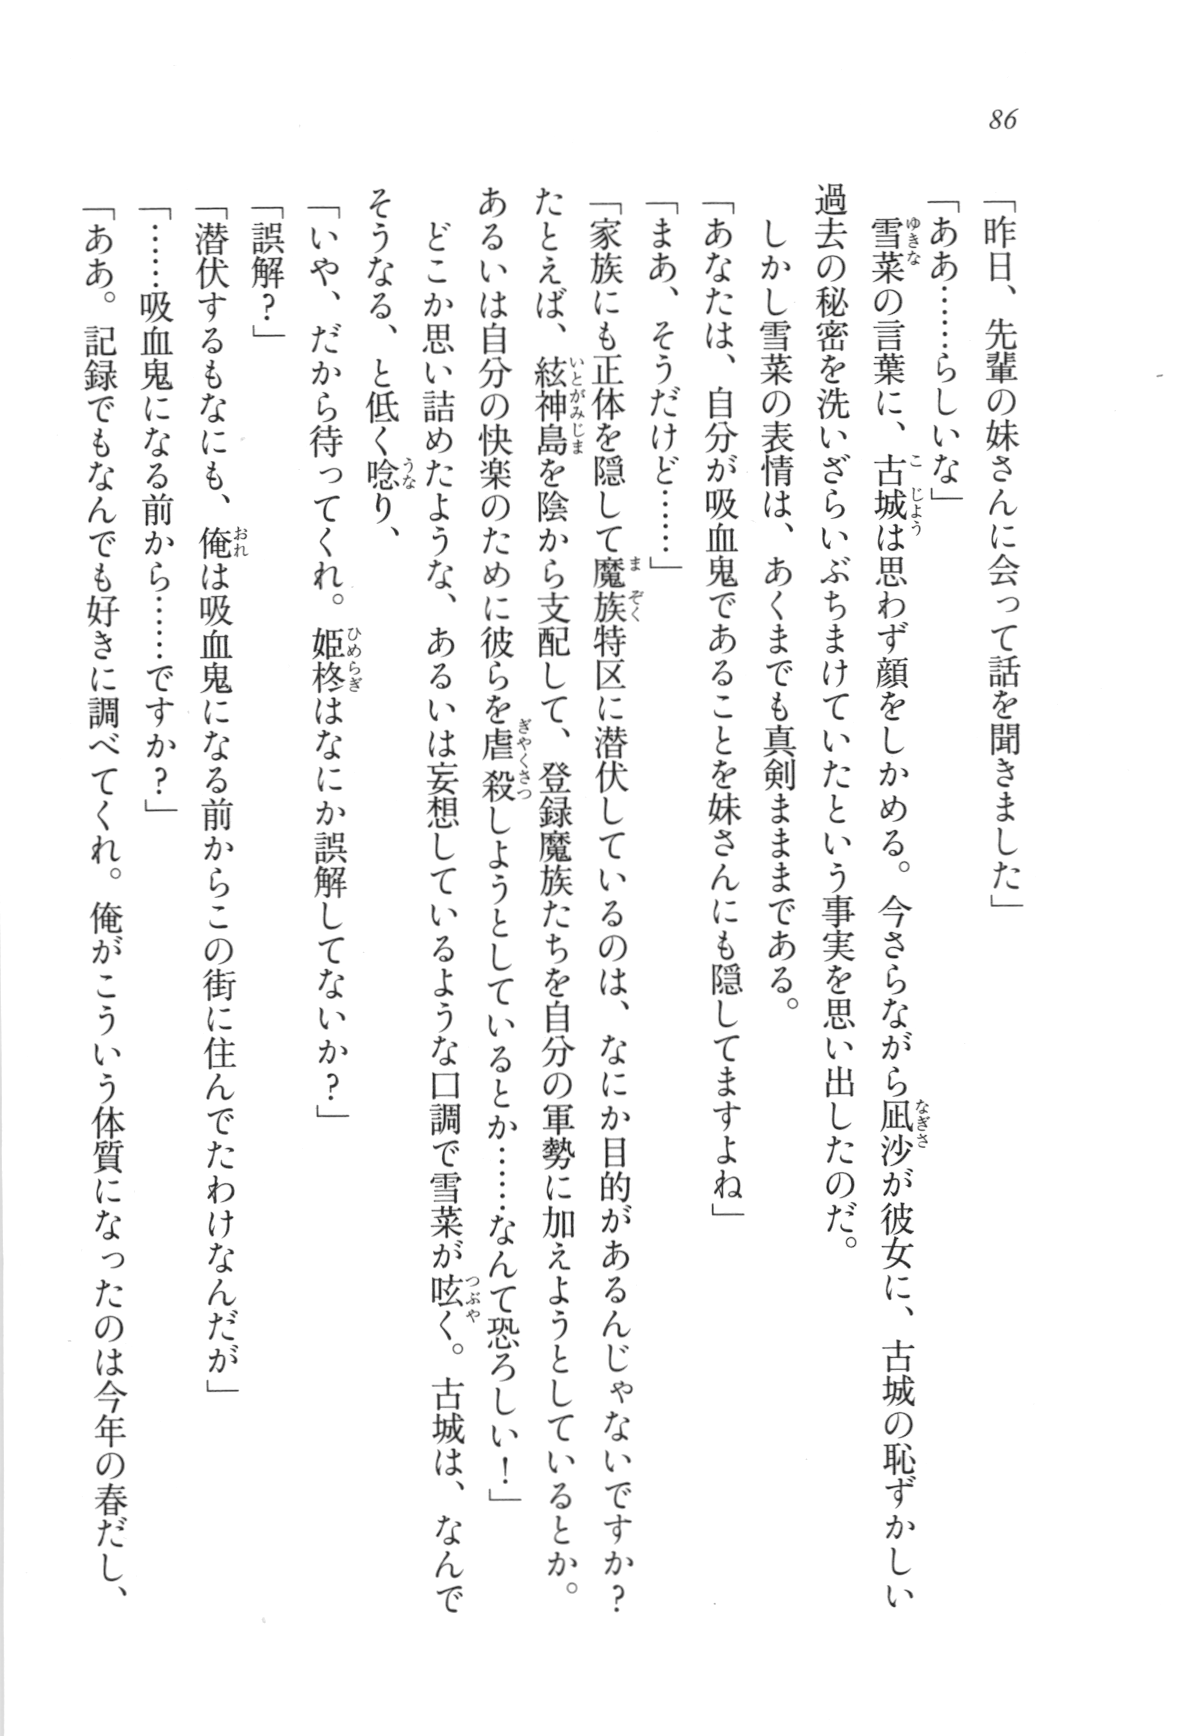 86
「昨日、先輩の妹さんに会って話を聞きました」
「ああ……らしいな」
　雪菜の言葉に、古城は思わず顔をしかめる。今さらながら凪沙が彼女に、古城の恥ずかしい
過去の秘密を洗いざらいぶちまけていたという事実を思い出したのだ。
　しかし雪菜の表情は、あくまでも真剣ままである。
「あなたは、自分が吸血鬼であることを妹さんにも隠してますよね」
「まあ、そうだけど……」
「家族にも正体を隠して魔族特区に潜伏しているのは、なにか目的があるんじゃないですか？
たとえば、絃神島を陰から支配して、登録魔族たちを自分の軍勢に加えようとしているとか。
あるいは自分の快楽のために彼らを虐殺しようとしているとか……なんて恐ろしい！」
　どこか思い詰めたような、あるいは妄想しているような口調で雪菜が呟く。古城は、なんで
そうなる、と低く唸り、
「いや、だから待ってくれ。姫柊はなにか誤解してないか？」
「誤解？」
「潜伏するもなにも、俺は吸血鬼になる前からこの街に住んでたわけなんだが」
「……吸血鬼になる前から……ですか？」
「ああ。記録でもなんでも好きに調べてくれ。俺がこういう体質になったのは今年の春だし、